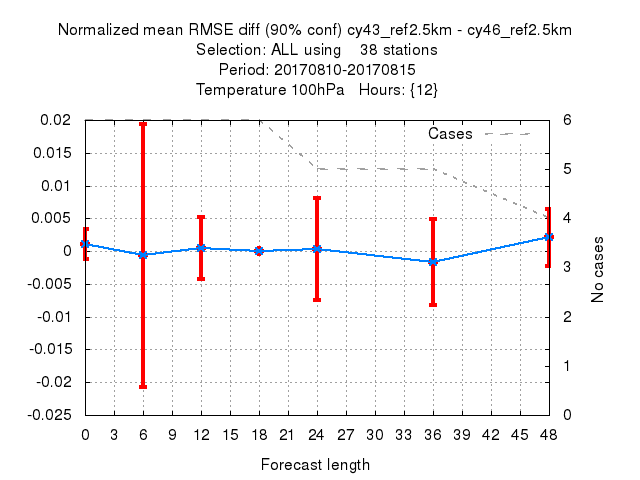 Normalized mean RMSE diff (90% conf) cy43_ref2.5km - cy46_ref2.5km
Selection: ALL using    38 stations
Period: 20170810-20170815
Temperature 100hPa   Hours: {12}
Cases
0.02
0.015
0.01
0.005
0
-0.005
-0.01
-0.015
-0.02
-0.025
6
5
4
3
2
1
0
No cases
0 3 6 9 12 15 18 21 24 27 30 33 36 39 42 45 48
Forecast length